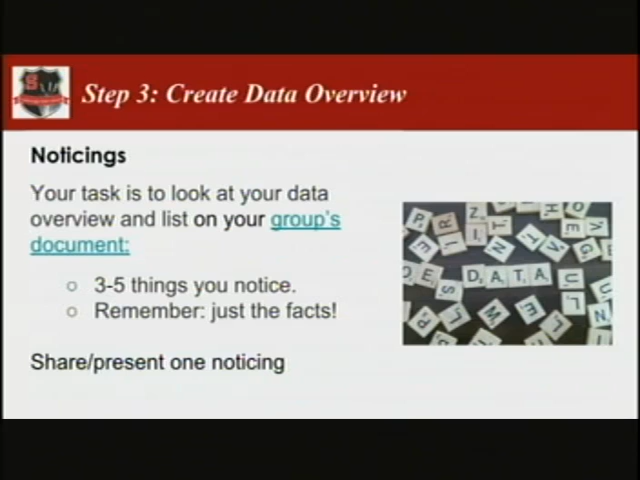 Step 3: Create Data Overview
Noticings
Your task is to look at your data
overview and list on your group's
document:
○ 3-5 things you notice.
○ Remember: just the facts!
Share/present one noticing
DATA